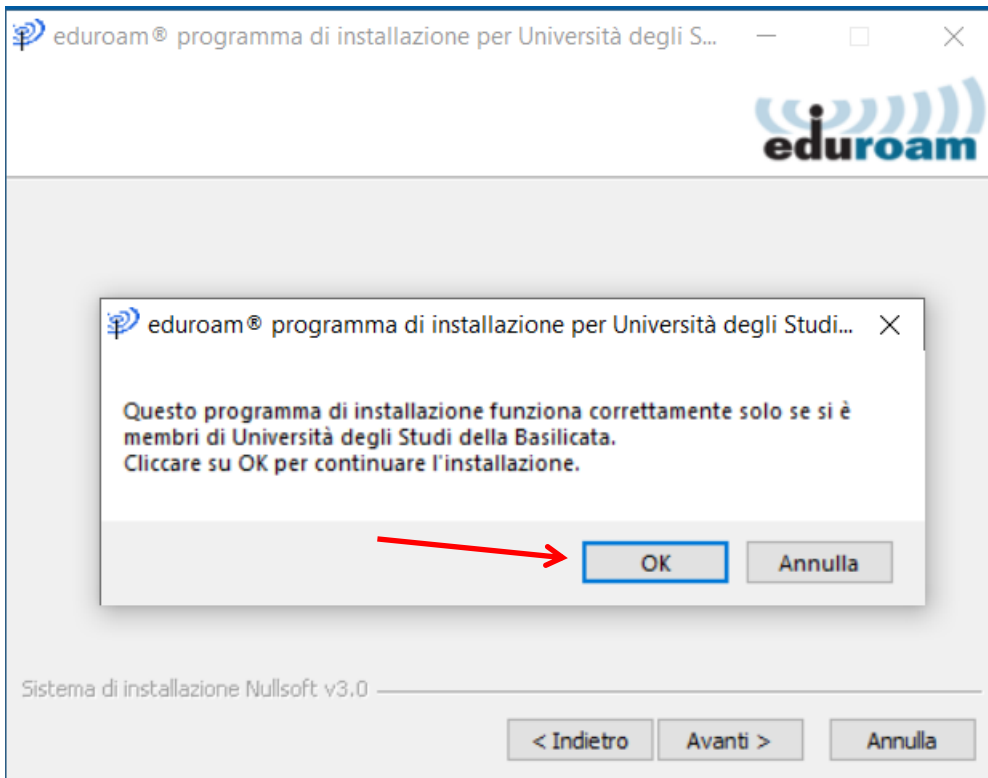 eduroam® programma di installazione per Università degli S...
eduroam
eduroam® programma di installazione per Università degli Studi...
Questo programma di installazione funziona correttamente solo se si è
membri di Università degli Studi della Basilicata.
Cliccare su OK per continuare l'installazione.
OK Annulla
Sistema di installazione Nullsoft v3.0
< Indietro Avanti > Annulla